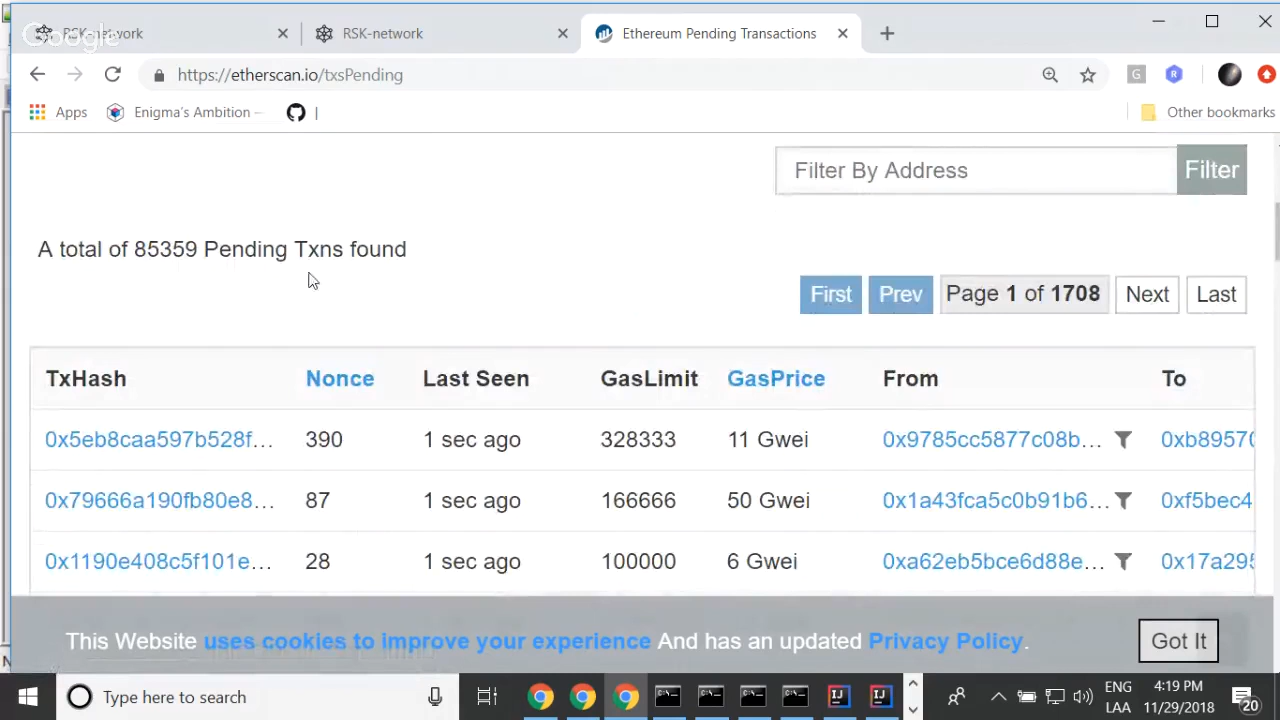 Google
RSK-network
RSK-network
Ethereum Pending Transactions
https://etherscan.io/txsPending
Apps
Enigma's Ambition –
|
Other bookmarks
Filter By Address
Filter
A total of 85359 Pending Txns found
First
Prev
Page 1 of 1708
Next
Last
TxHash Nonce Last Seen GasLimit GasPrice From To
0x5eb8caa597b528f... 390 1 sec ago 328333 11 Gwei 0x9785cc5877c08b... 0xb89570
0x79666a190fb80e8... 87 1 sec ago 166666 50 Gwei 0x1a43fca5c0b91b6... 0xf5bec4
0x1190e408c5f101e... 28 1 sec ago 100000 6 Gwei 0xa62eb5bce6d88e... 0x17a295
This Website uses cookies to improve your experience And has an updated Privacy Policy.
Got It
Type here to search
ENG
LAA
4:19 PM
11/29/2018
20